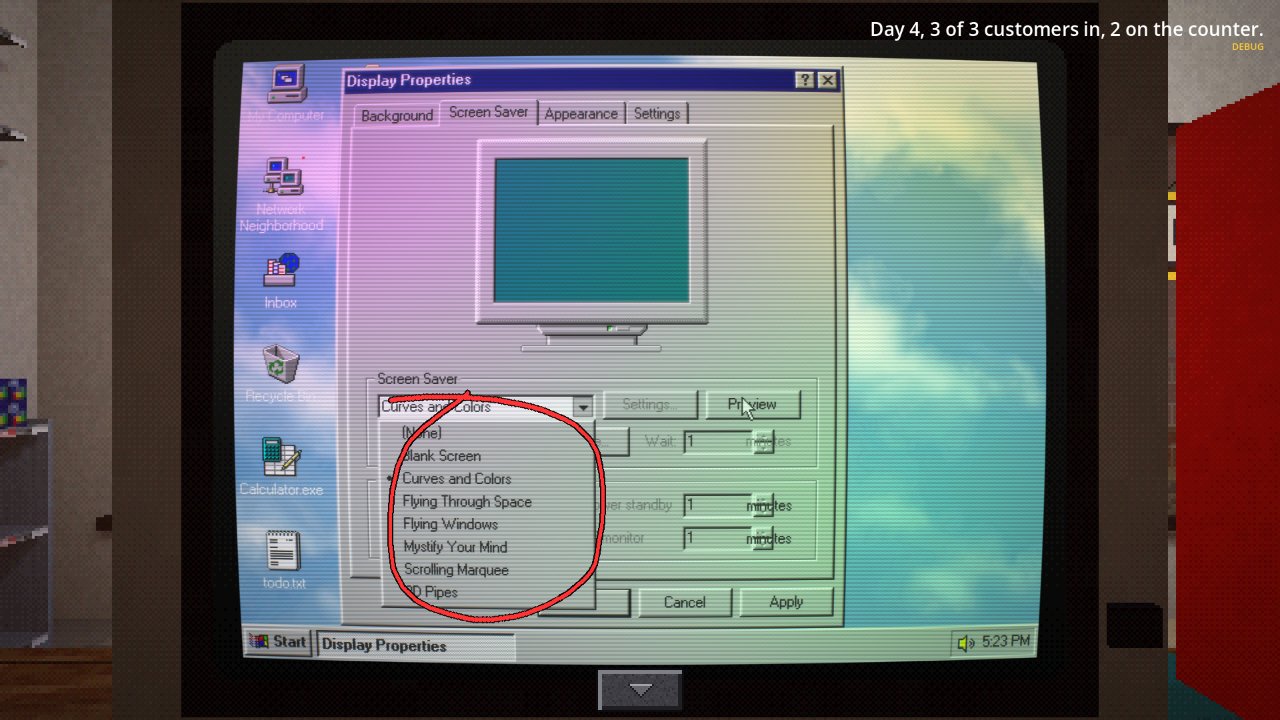 Day 4, 3 of 3 customers in, 2 on the counter.
DEBUG
Display Properties
My Computer
Background
Screen Saver
Appearance
Settings
Network
Neighborhood
Inbox
Recycle Bin
Screen Saver
Curves and Colors
Settings...
Preview
(None)
Wait:
1
minutes
Blank Screen
Curves and Colors
Calculator.exe
Flying Through Space
standby
1
minutes
Flying Windows
monitor
1
minutes
Mystify Your Mind
Scrolling Marquee
todo.txt
3D Pipes
Cancel
Apply
Start
Display Properties
5:23 PM